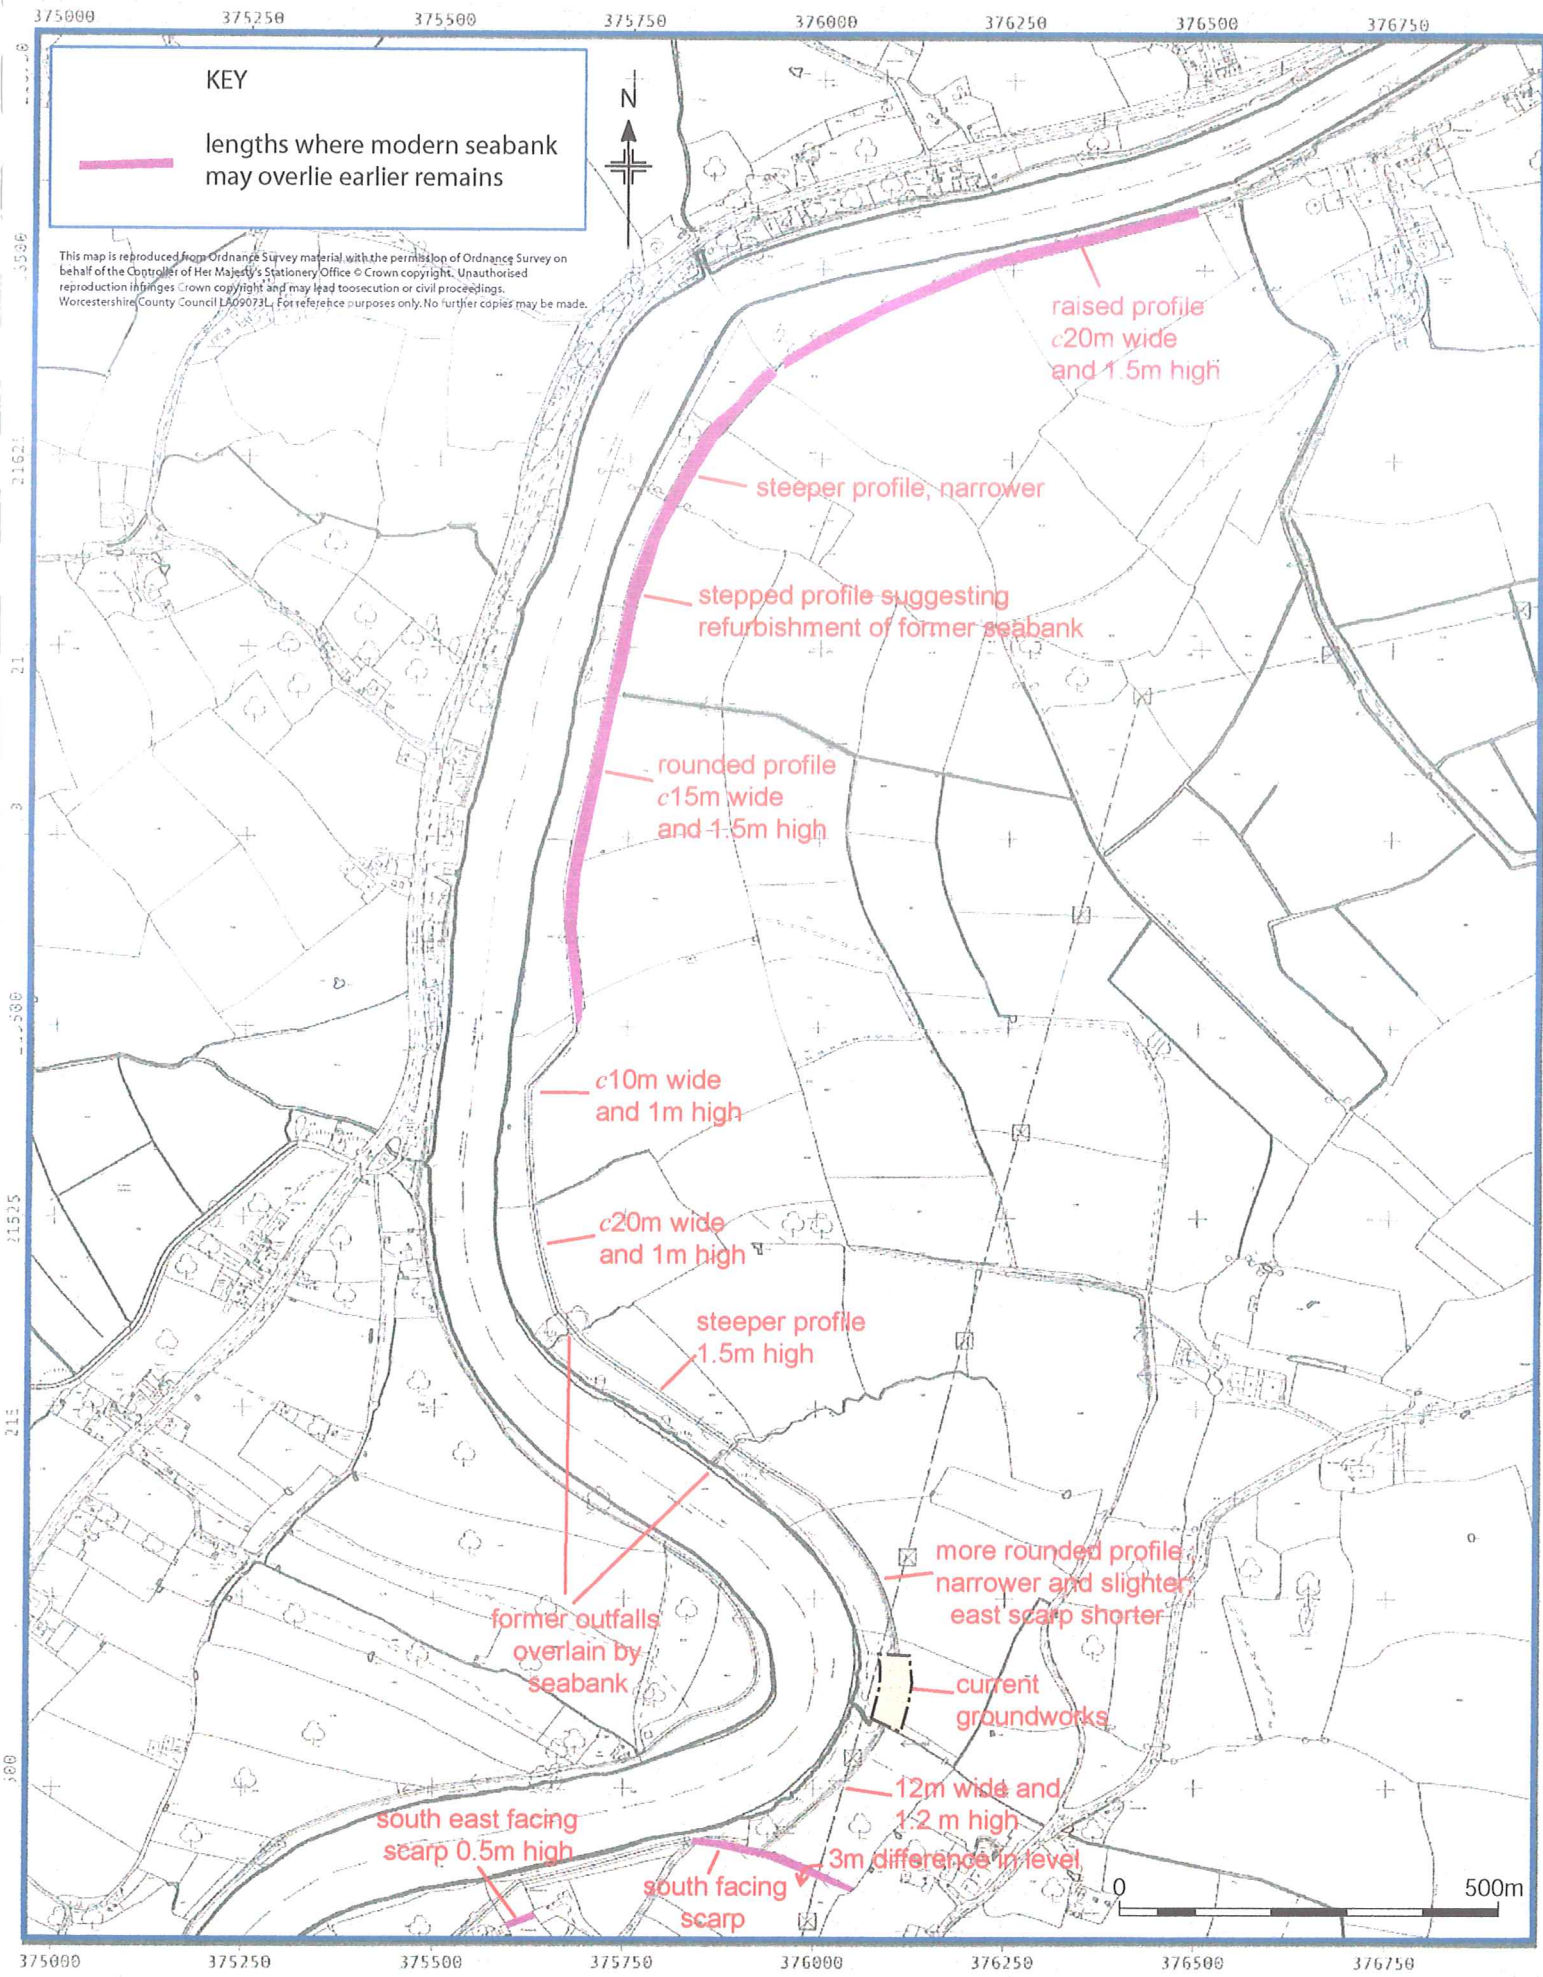 375000 375250 375500 375750 376000 376250 376500 376750
KEY
lengths where modern seabank
may overlie earlier remains
N
This map is reproduced from Ordnance Survey material with the permission of Ordnance Survey on
behalf of the Controller of Her Majesty's Stationery Office © Crown copyright. Unauthorised
reproduction infringes Crown copyright and may lead toosecution or civil proceedings.
Worcestershire County Council LA09073L. For reference purposes only. No further copies may be made.
raised profile
c20m wide
and 1.5m high
steeper profile, narrower
stepped profile suggesting
refurbishment of former seabank
rounded profile
c15m wide
and 1.5m high
c10m wide
and 1m high
c20m wide
and 1m high
steeper profile
1.5m high
more rounded profile
narrower and slighter
east scarp shorter
former outfalls
overlain by
seabank
current
groundworks
12m wide and
1.2 m high
south east facing
scarp 0.5m high
3m difference in level
south facing
scarp
0 500m
375000 375250 375500 375750 376000 376250 376500 376750